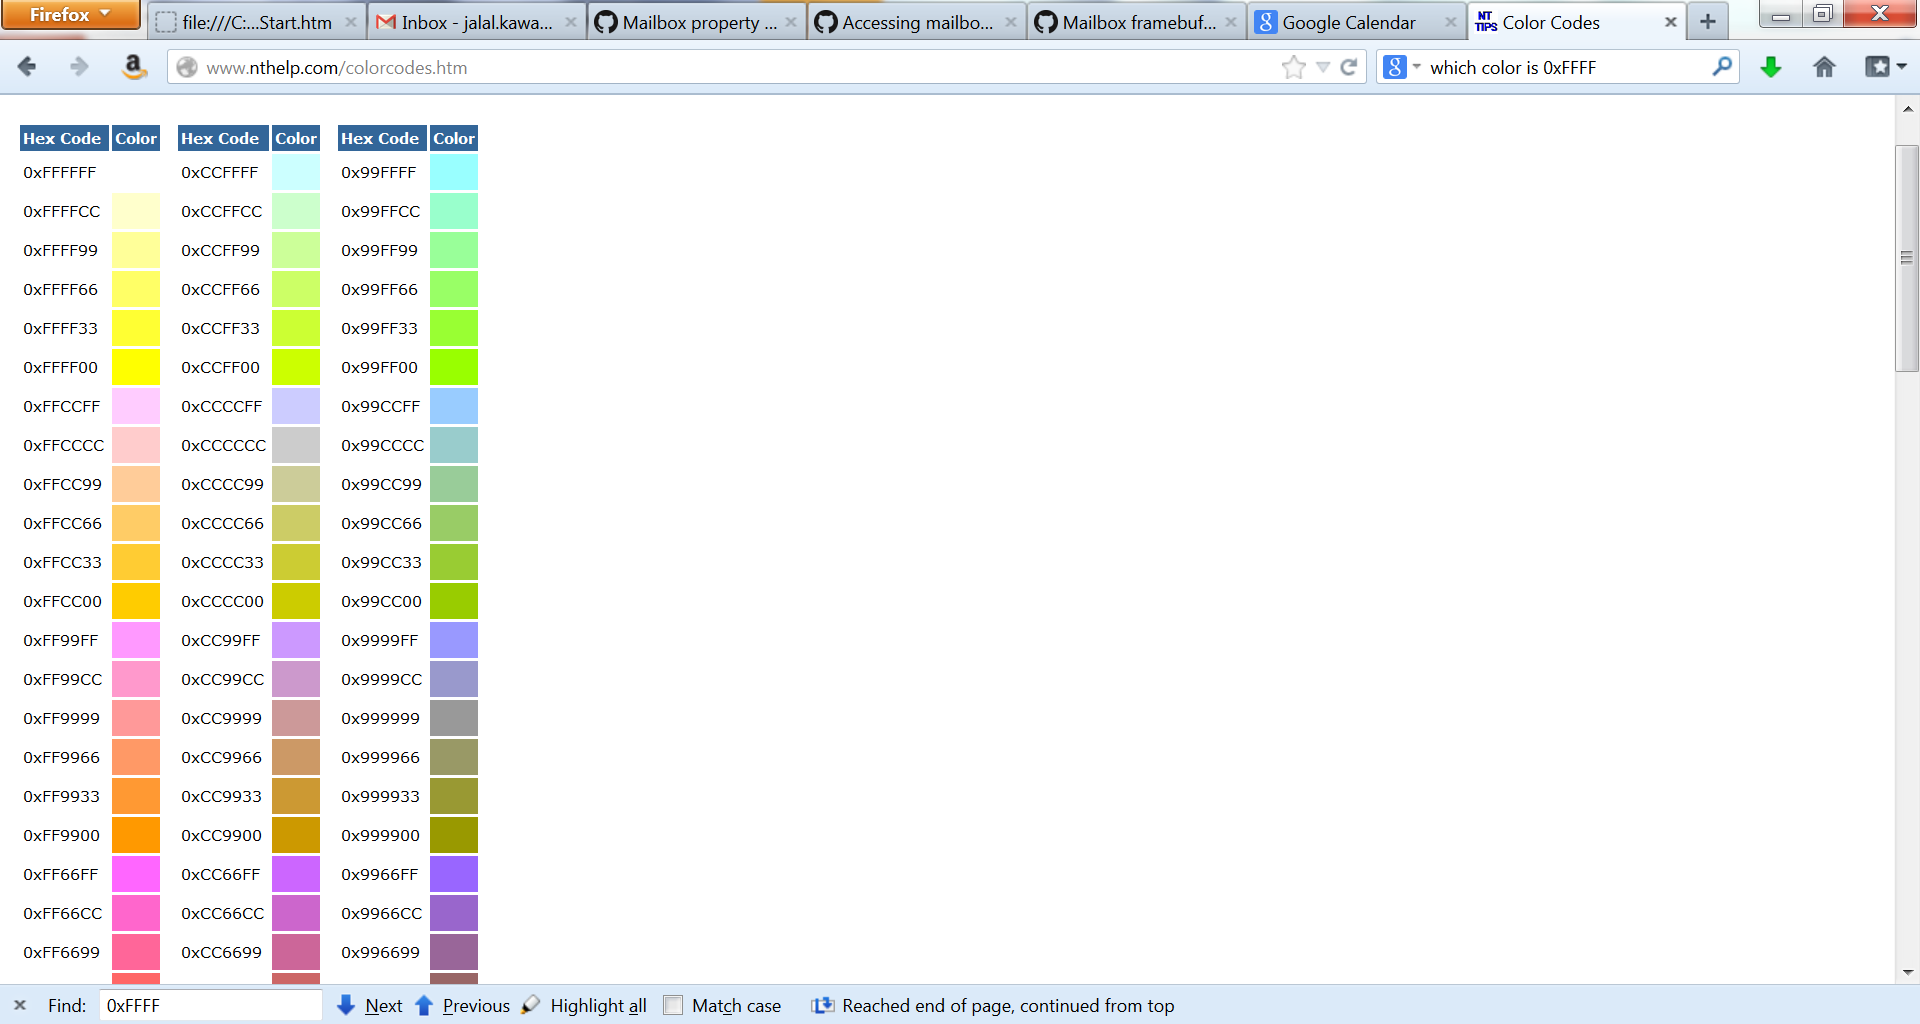 Firefox
file:///C:...Start.htm
Inbox - jalal.kawa...
Mailbox property ...
Accessing mailbo...
Mailbox framebuf...
g Google Calendar
NT TIPS Color Codes
www.nthelp.com/colorcodes.htm
g which color is 0xFFFF
Hex Code Color Hex Code Color Hex Code Color
0xFFFFFF 0xCCFFFF 0x99FFFF
0xFFFFCC 0xCCFFCC 0x99FFCC
0xFFFF99 0xCCFF99 0x99FF99
0xFFFF66 0xCCFF66 0x99FF66
0xFFFF33 0xCCFF33 0x99FF33
0xFFFF00 0xCCFF00 0x99FF00
0xFFCCFF 0xCCCCFF 0x99CCFF
0xFFCCCC 0xCCCCCC 0x99CCCC
0xFFCC99 0xCCCC99 0x99CC99
0xFFCC66 0xCCCC66 0x99CC66
0xFFCC33 0xCCCC33 0x99CC33
0xFFCC00 0xCCCC00 0x99CC00
0xFF99FF 0xCC99FF 0x9999FF
0xFF99CC 0xCC99CC 0x9999CC
0xFF9999 0xCC9999 0x999999
0xFF9966 0xCC9966 0x999966
0xFF9933 0xCC9933 0x999933
0xFF9900 0xCC9900 0x999900
0xFF66FF 0xCC66FF 0x9966FF
0xFF66CC 0xCC66CC 0x9966CC
0xFF6699 0xCC6699 0x996699
Find: 0xFFFF Next Previous Highlight all Match case Reached end of page, continued from top